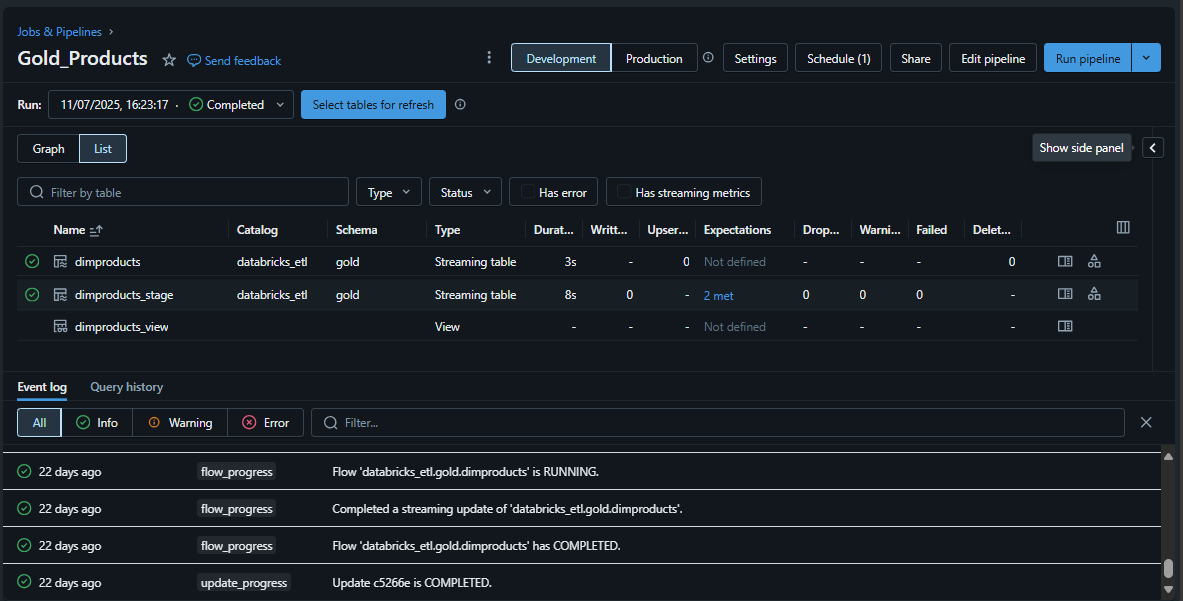 Jobs & Pipelines ›
Gold_Products Send feedback Development Production Settings Schedule (1) Share Edit pipeline Run pipeline
Run: 11/07/2025, 16:23:17 · Completed Select tables for refresh
Graph List Show side panel
Filter by table Type Status Has error Has streaming metrics
Name Catalog Schema Type Durat... Writt... Upser... Expectations Drop... Warni... Failed Delet...
dimproducts databricks_etl gold Streaming table 3s - 0 Not defined - - - 0
dimproducts_stage databricks_etl gold Streaming table 8s 0 - 2 met 0 0 0 -
dimproducts_view View - - - Not defined - - - -
Event log Query history
All Info Warning Error Filter...
22 days ago flow_progress Flow 'databricks_etl.gold.dimproducts' is RUNNING.
22 days ago flow_progress Completed a streaming update of 'databricks_etl.gold.dimproducts'.
22 days ago flow_progress Flow 'databricks_etl.gold.dimproducts' has COMPLETED.
22 days ago update_progress Update c5266e is COMPLETED.